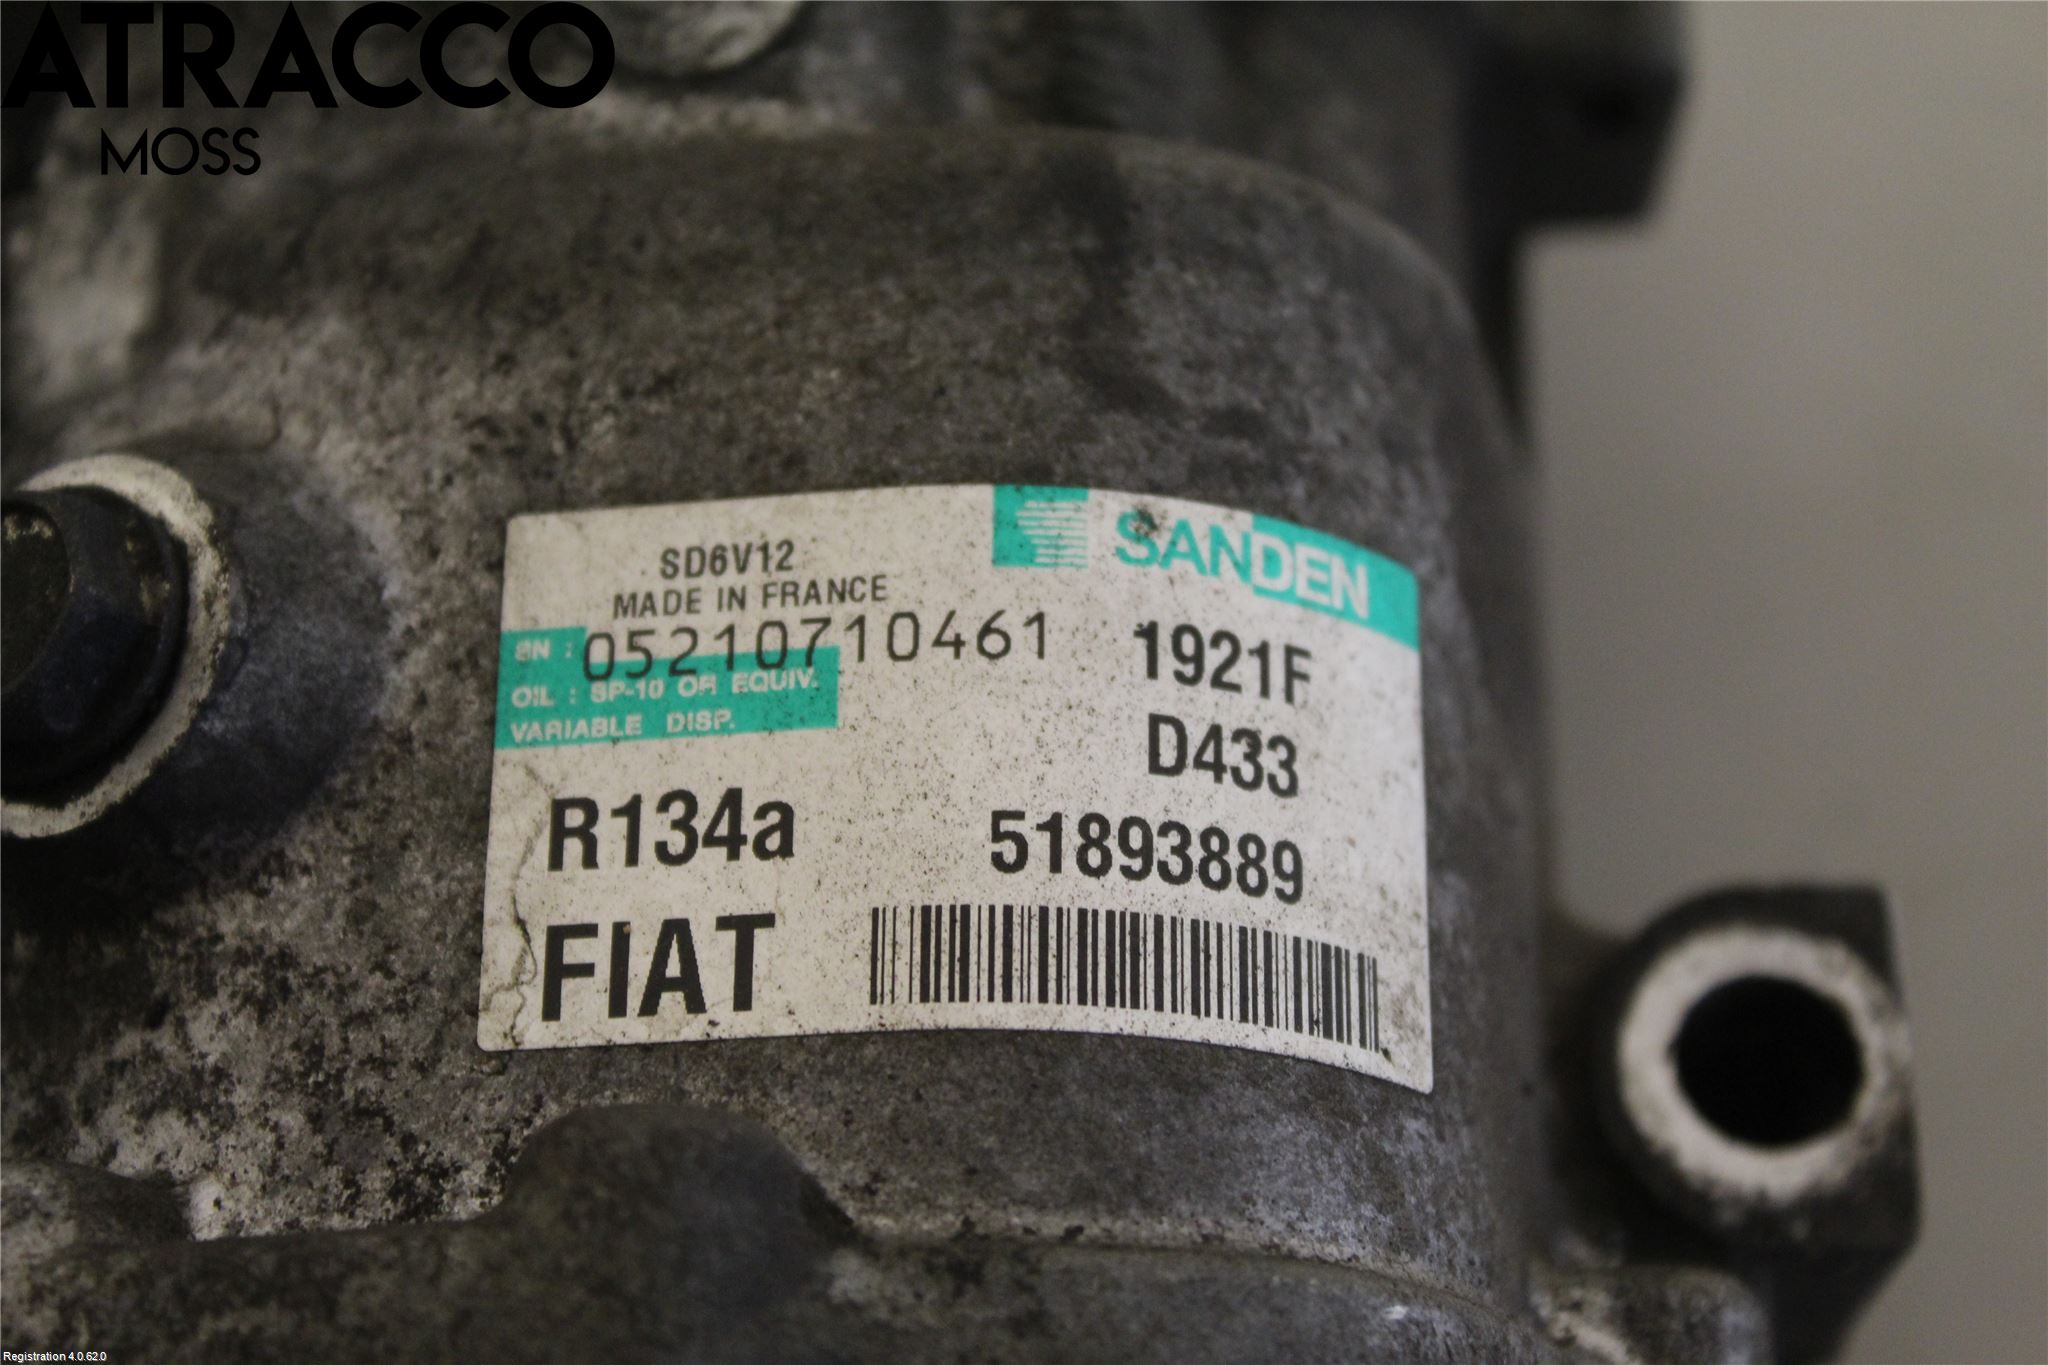 ATRACCO
MOSS
SD6V12
MADE IN FRANCE
SANDEN
SN : 05210710461
OIL : SP-10 OR EQUIV.
VARIABLE DISP.
1921F
D433
R134a
51893889
FIAT
Registration 4.0.62.0